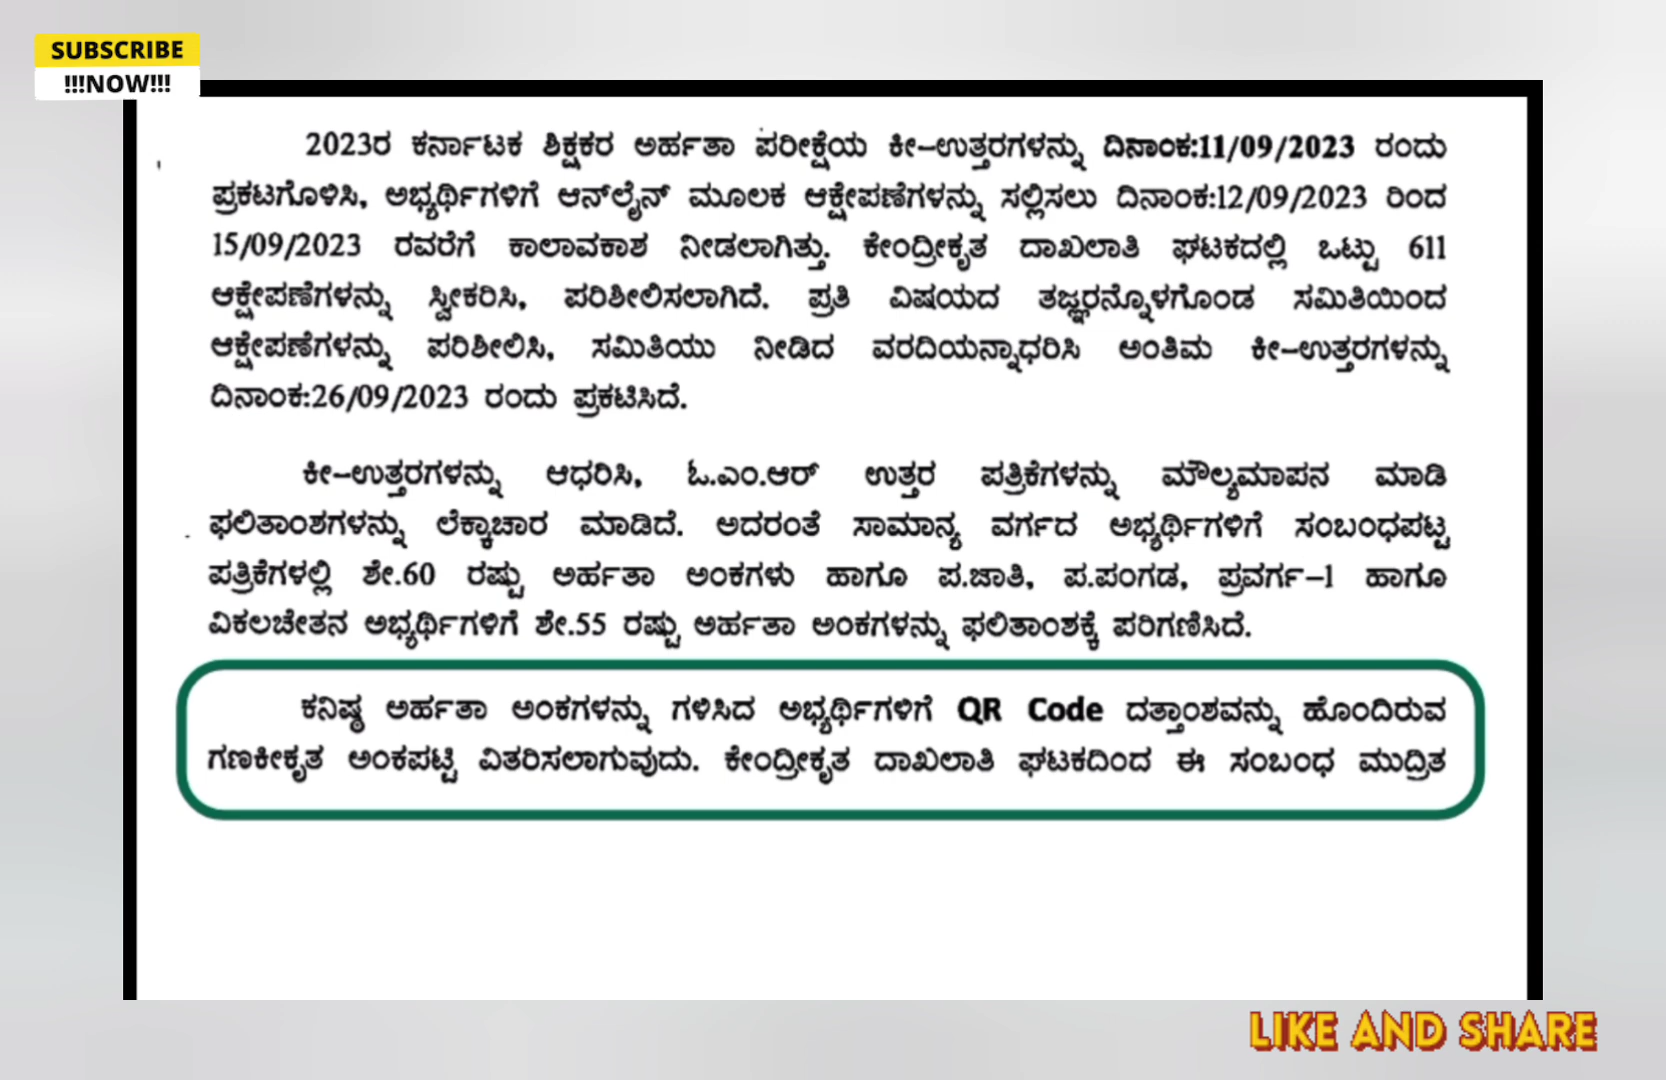 SUBSCRIBE
!!!NOW!!!
2023ರ ಕರ್ನಾಟಕ ಶಿಕ್ಷಕರ ಅರ್ಹತಾ ಪರೀಕ್ಷೆಯ ಕೀ–ಉತ್ತರಗಳನ್ನು ದಿನಾಂಕ:11/09/2023 ರಂದು
ಪ್ರಕಟಗೊಳಿಸಿ, ಅಭ್ಯರ್ಥಿಗಳಿಗೆ ಆನ್‌ಲೈನ್ ಮೂಲಕ ಆಕ್ಷೇಪಣೆಗಳನ್ನು ಸಲ್ಲಿಸಲು ದಿನಾಂಕ:12/09/2023 ರಿಂದ
15/09/2023 ರವರೆಗೆ ಕಾಲಾವಕಾಶ ನೀಡಲಾಗಿತ್ತು. ಕೇಂದ್ರೀಕೃತ ದಾಖಲಾತಿ ಘಟಕದಲ್ಲಿ ಒಟ್ಟು 611
ಆಕ್ಷೇಪಣೆಗಳನ್ನು ಸ್ವೀಕರಿಸಿ, ಪರಿಶೀಲಿಸಲಾಗಿದೆ. ಪ್ರತಿ ವಿಷಯದ ತಜ್ಞರನ್ನೊಳಗೊಂಡ ಸಮಿತಿಯಿಂದ
ಆಕ್ಷೇಪಣೆಗಳನ್ನು ಪರಿಶೀಲಿಸಿ, ಸಮಿತಿಯು ನೀಡಿದ ವರದಿಯನ್ನಾಧರಿಸಿ ಅಂತಿಮ ಕೀ–ಉತ್ತರಗಳನ್ನು
ದಿನಾಂಕ:26/09/2023 ರಂದು ಪ್ರಕಟಿಸಿದೆ.
ಕೀ–ಉತ್ತರಗಳನ್ನು ಆಧರಿಸಿ, ಓ.ಎಂ.ಆರ್ ಉತ್ತರ ಪತ್ರಿಕೆಗಳನ್ನು ಮೌಲ್ಯಮಾಪನ ಮಾಡಿ
ಫಲಿತಾಂಶಗಳನ್ನು ಲೆಕ್ಕಾಚಾರ ಮಾಡಿದೆ. ಅದರಂತೆ ಸಾಮಾನ್ಯ ವರ್ಗದ ಅಭ್ಯರ್ಥಿಗಳಿಗೆ ಸಂಬಂಧಪಟ್ಟ
ಪತ್ರಿಕೆಗಳಲ್ಲಿ ಶೇ.60 ರಷ್ಟು ಅರ್ಹತಾ ಅಂಕಗಳು ಹಾಗೂ ಪ.ಜಾತಿ, ಪ.ಪಂಗಡ, ಪ್ರವರ್ಗ–1 ಹಾಗೂ
ವಿಕಲಚೇತನ ಅಭ್ಯರ್ಥಿಗಳಿಗೆ ಶೇ.55 ರಷ್ಟು ಅರ್ಹತಾ ಅಂಕಗಳನ್ನು ಫಲಿತಾಂಶಕ್ಕೆ ಪರಿಗಣಿಸಿದೆ.
ಕನಿಷ್ಠ ಅರ್ಹತಾ ಅಂಕಗಳನ್ನು ಗಳಿಸಿದ ಅಭ್ಯರ್ಥಿಗಳಿಗೆ QR Code ದತ್ತಾಂಶವನ್ನು ಹೊಂದಿರುವ
ಗಣಕೀಕೃತ ಅಂಕಪಟ್ಟಿ ವಿತರಿಸಲಾಗುವುದು. ಕೇಂದ್ರೀಕೃತ ದಾಖಲಾತಿ ಘಟಕದಿಂದ ಈ ಸಂಬಂಧ ಮುದ್ರಿತ
LIKE AND SHARE